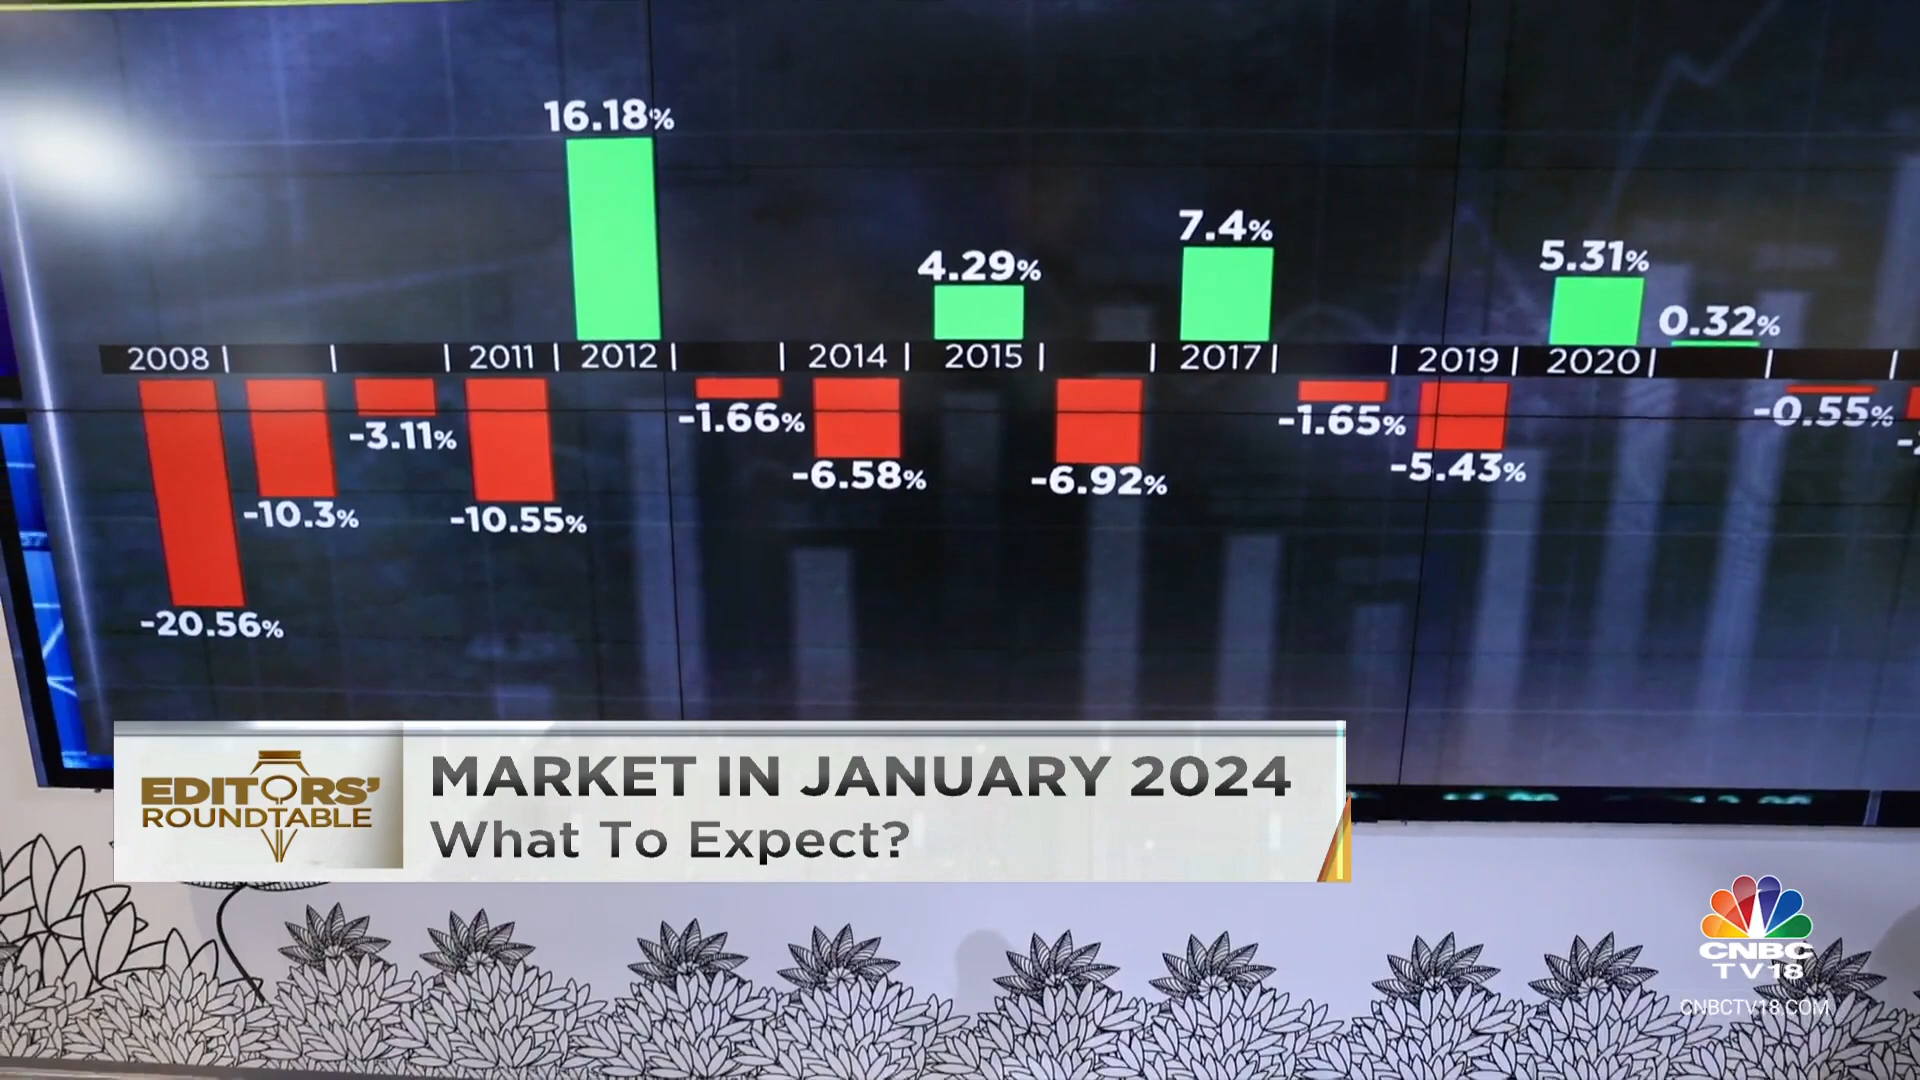 16.18%
7.4%
4.29%
5.31%
0.32%
2008 | | | 2011 | 2012 | | 2014 | 2015 | | 2017 | | 2019 | 2020 | | |
-3.11%
-1.66%
-1.65%
-0.55%
-10.3%
-10.55%
-6.58%
-6.92%
-5.43%
-20.56%
EDITORS'
ROUNDTABLE
MARKET IN JANUARY 2024
What To Expect?
CNBC
TV18
CNBCTV18.COM